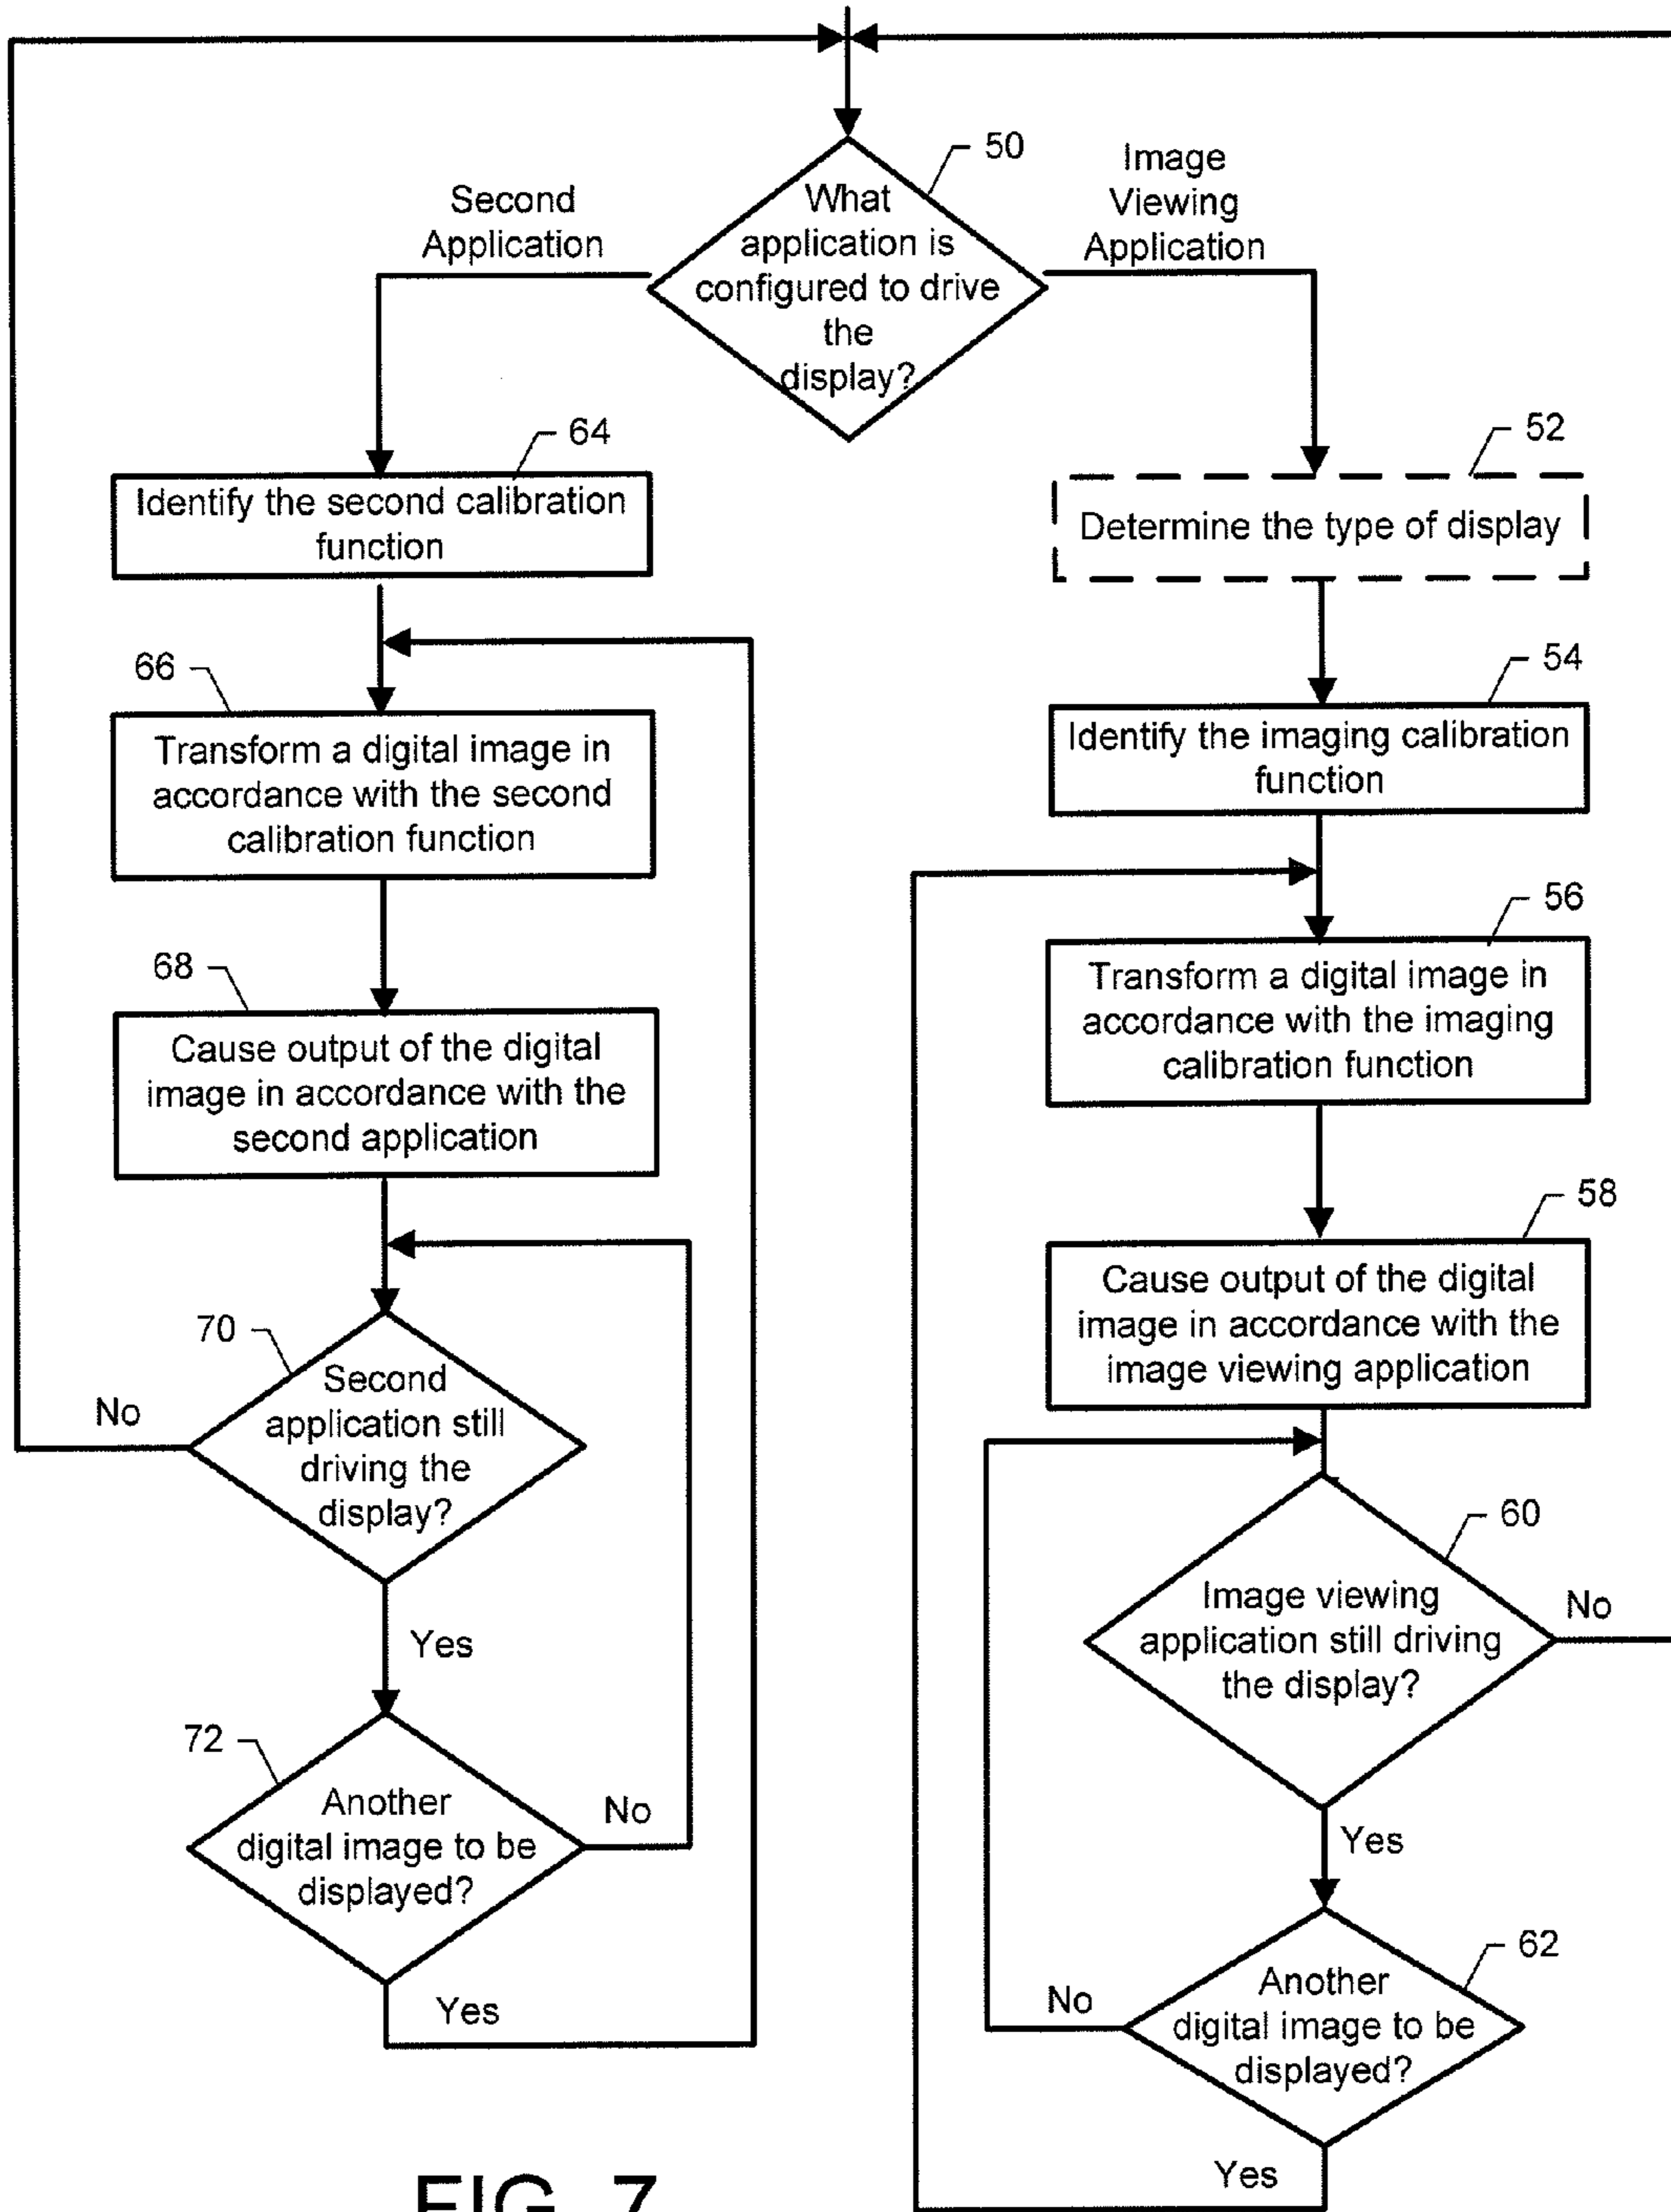 50
What
application is
configured to drive
the
display?
Second
Application
Image
Viewing
Application
64
Identify the second calibration
function
66
Transform a digital image in
accordance with the second
calibration function
68
Cause output of the digital
image in accordance with the
second application
70
Second
application still
driving the
display?
No
Yes
72
Another
digital image to be
displayed?
No
Yes
52
Determine the type of display
54
Identify the imaging calibration
function
56
Transform a digital image in
accordance with the imaging
calibration function
58
Cause output of the digital
image in accordance with the
image viewing application
60
Image viewing
application still driving
the display?
No
Yes
62
Another
digital image to be
displayed?
No
Yes
FIG. 7